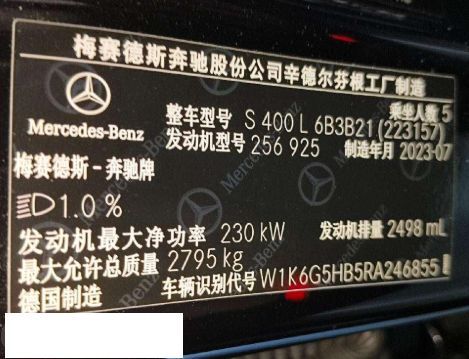 梅赛德斯奔驰股份公司辛德尔芬根工厂制造
乘坐人数 5
整车型号 S 400 L 6B3B21 (223157)
Mercedes-Benz
发动机型号 256 925 制造年月 2023-07
梅赛德斯-奔驰牌
1.0 %
发动机最大净功率 230 kW 发动机排量 2498 mL
最大允许总质量 2795 kg
德国制造 车辆识别代号 W1K6G5HB5RA246855